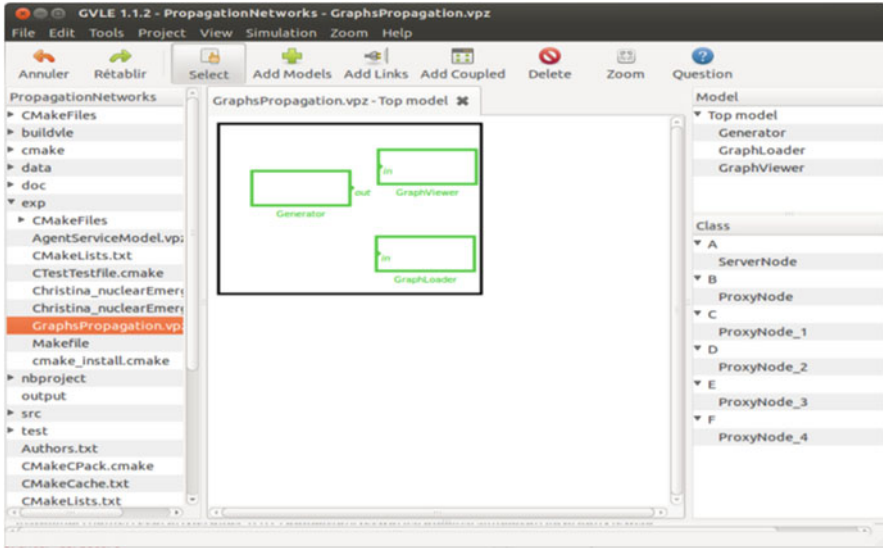 GVLE 1.1.2 - PropagationNetworks - GraphsPropagation.vpz
File Edit Tools Project View Simulation Zoom Help
Annuler Rétablir Select Add Models Add Links Add Coupled Delete Zoom Question
PropagationNetworks
CMakeFiles
buildvle
cmake
data
doc
exp
CMakeFiles
AgentServiceModel.vpz
CMakeLists.txt
CTestTestfile.cmake
Christina_nuclearEmerg
Christina_nuclearEmerg
GraphsPropagation.vpz
Makefile
cmake_install.cmake
nbproject
output
src
test
Authors.txt
CMakeCPack.cmake
CMakeCache.txt
CMakeLists.txt
GraphsPropagation.vpz - Top model
in
out
GraphViewer
Generator
in
GraphLoader
Model
Top model
Generator
GraphLoader
GraphViewer
Class
A
ServerNode
B
ProxyNode
C
ProxyNode_1
D
ProxyNode_2
E
ProxyNode_3
F
ProxyNode_4